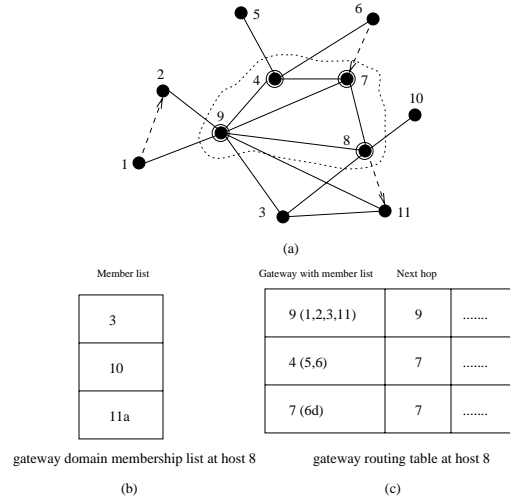 5
6
2
4
7
10
9
8
1
3
11
(a)
Member list
3
10
11a
gateway domain membership list at host 8
(b)
Gateway with member list Next hop
9 (1,2,3,11) 9 .......
4 (5,6) 7 .......
7 (6d) 7 .......
gateway routing table at host 8
(c)